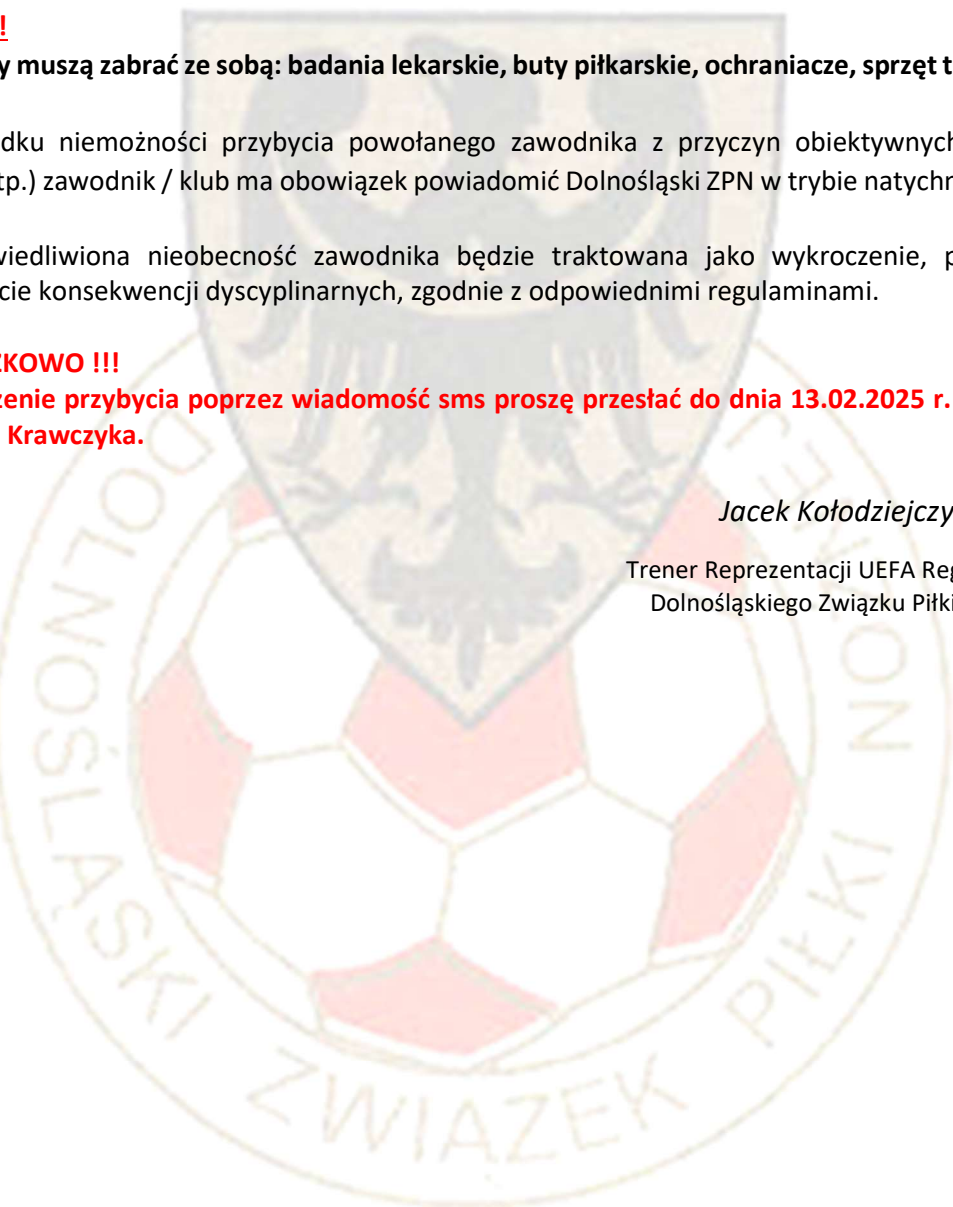 !
y muszą zabrać ze sobą: badania lekarskie, buty piłkarskie, ochraniacze, sprzęt t
dku niemożności przybycia powołanego zawodnika z przyczyn obiektywnych
tp.) zawodnik / klub ma obowiązek powiadomić Dolnośląski ZPN w trybie natychm
wiedliwiona nieobecność zawodnika będzie traktowana jako wykroczenie, p
cie konsekwencji dyscyplinarnych, zgodnie z odpowiednimi regulaminami.
ZKOWO !!!
zenie przybycia poprzez wiadomość sms proszę przesłać do dnia 13.02.2025 r.
Krawczyka.
Jacek Kołodziejczy
Trener Reprezentacji UEFA Reg
Dolnośląskiego Związku Piłki
DOLNOŚLĄSKI ZWIĄZEK PIŁKI NOŻNEJ